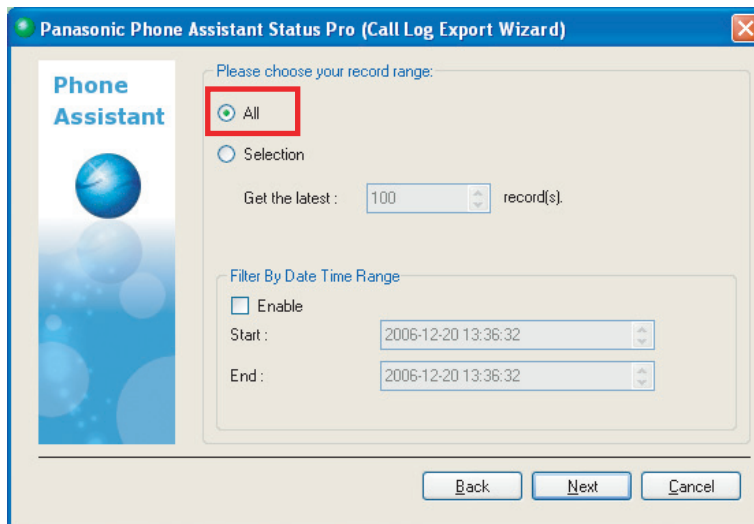 Panasonic Phone Assistant Status Pro (Call Log Export Wizard)
Phone
Assistant
Please choose your record range:
All
Selection
Get the latest : 100 record(s).
Filter By Date Time Range
Enable
Start : 2006-12-20 13:36:32
End : 2006-12-20 13:36:32
Back Next Cancel